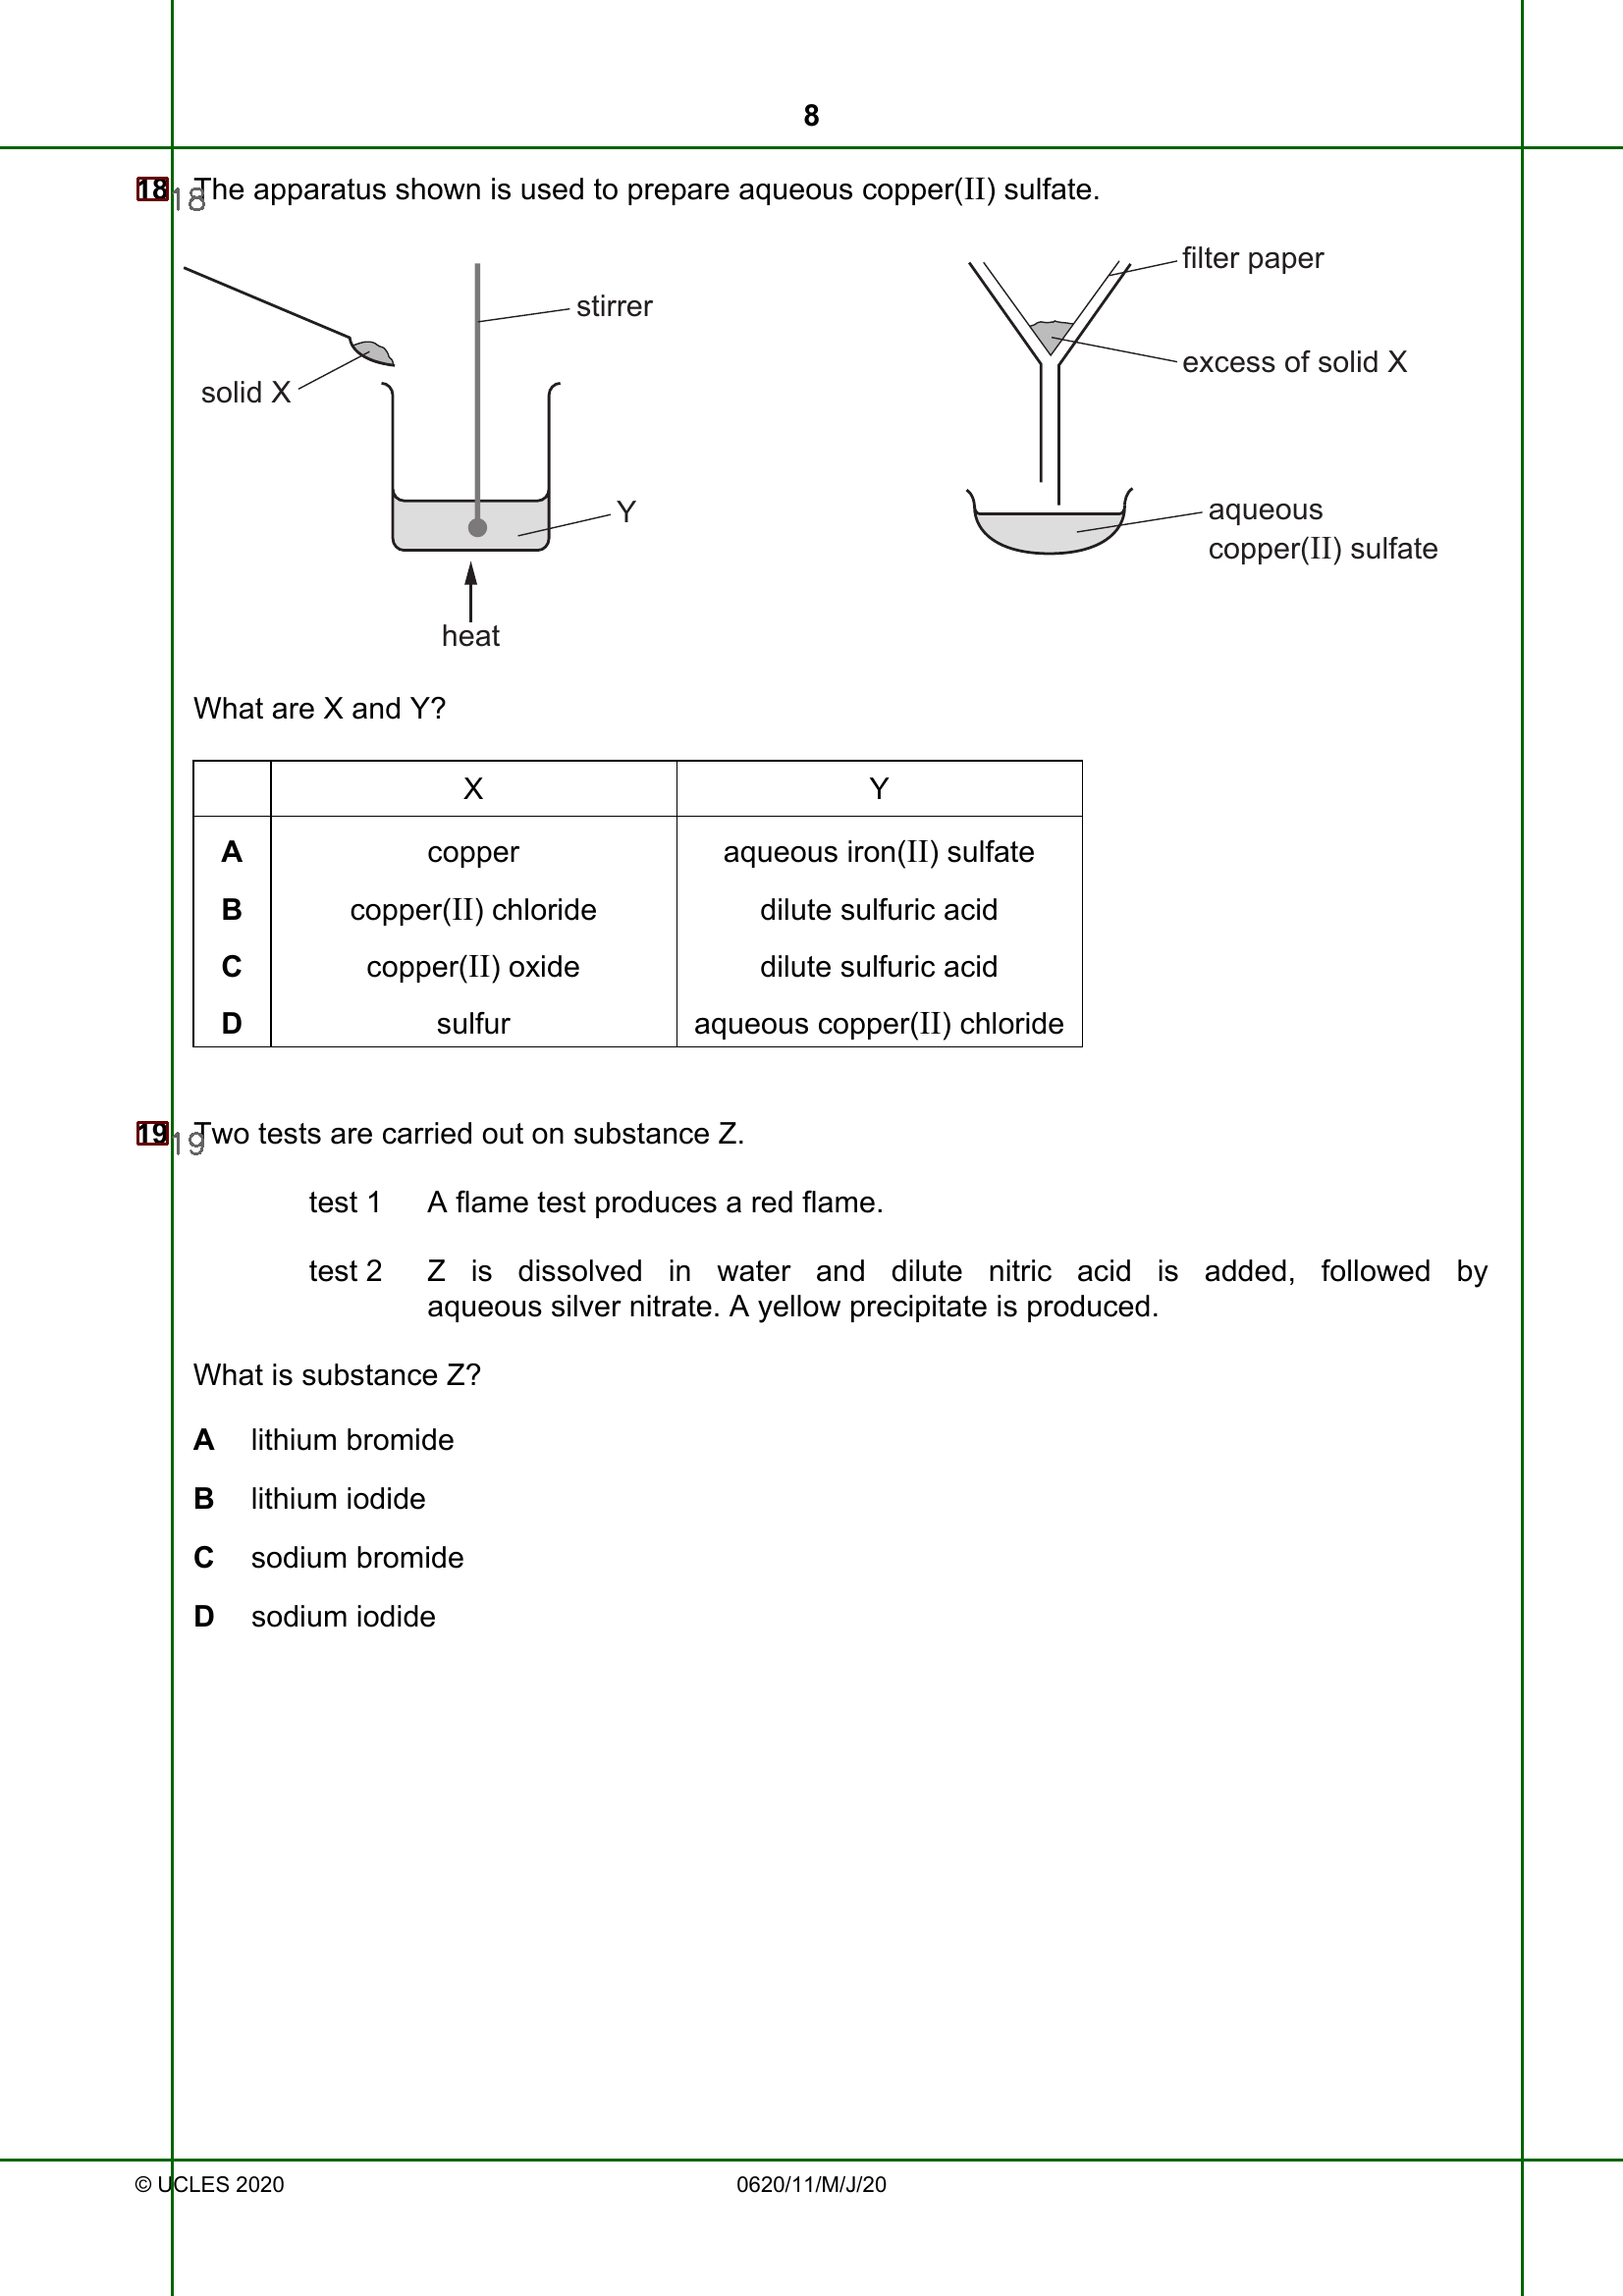 8
18 18 The apparatus shown is used to prepare aqueous copper(II) sulfate.
filter paper
stirrer
excess of solid X
solid X
Y
aqueous
copper(II) sulfate
heat
What are X and Y?
X Y
A copper aqueous iron(II) sulfate
B copper(II) chloride dilute sulfuric acid
C copper(II) oxide dilute sulfuric acid
D sulfur aqueous copper(II) chloride
19 19 Two tests are carried out on substance Z.
test 1 A flame test produces a red flame.
test 2 Z is dissolved in water and dilute nitric acid is added, followed by
aqueous silver nitrate. A yellow precipitate is produced.
What is substance Z?
A lithium bromide
B lithium iodide
C sodium bromide
D sodium iodide
© UCLES 2020 0620/11/M/J/20